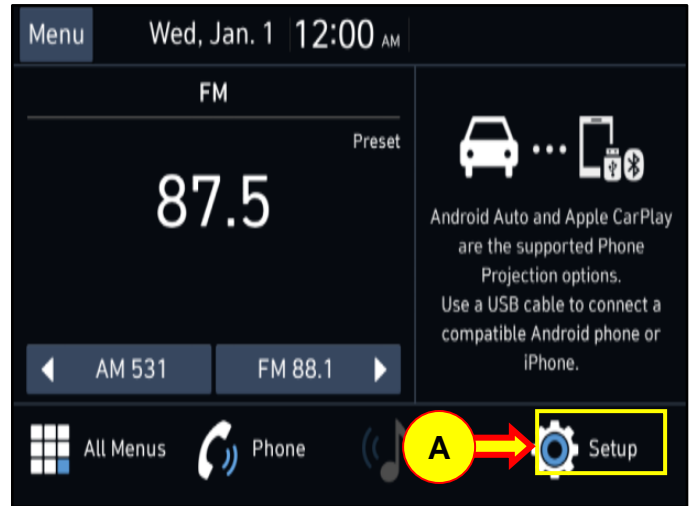 Menu
Wed, Jan. 1 12:00 AM
FM
Preset
87.5
AM 531
FM 88.1
Android Auto and Apple CarPlay
are the supported Phone
Projection options.
Use a USB cable to connect a
compatible Android phone or
iPhone.
All Menus
Phone
A
Setup